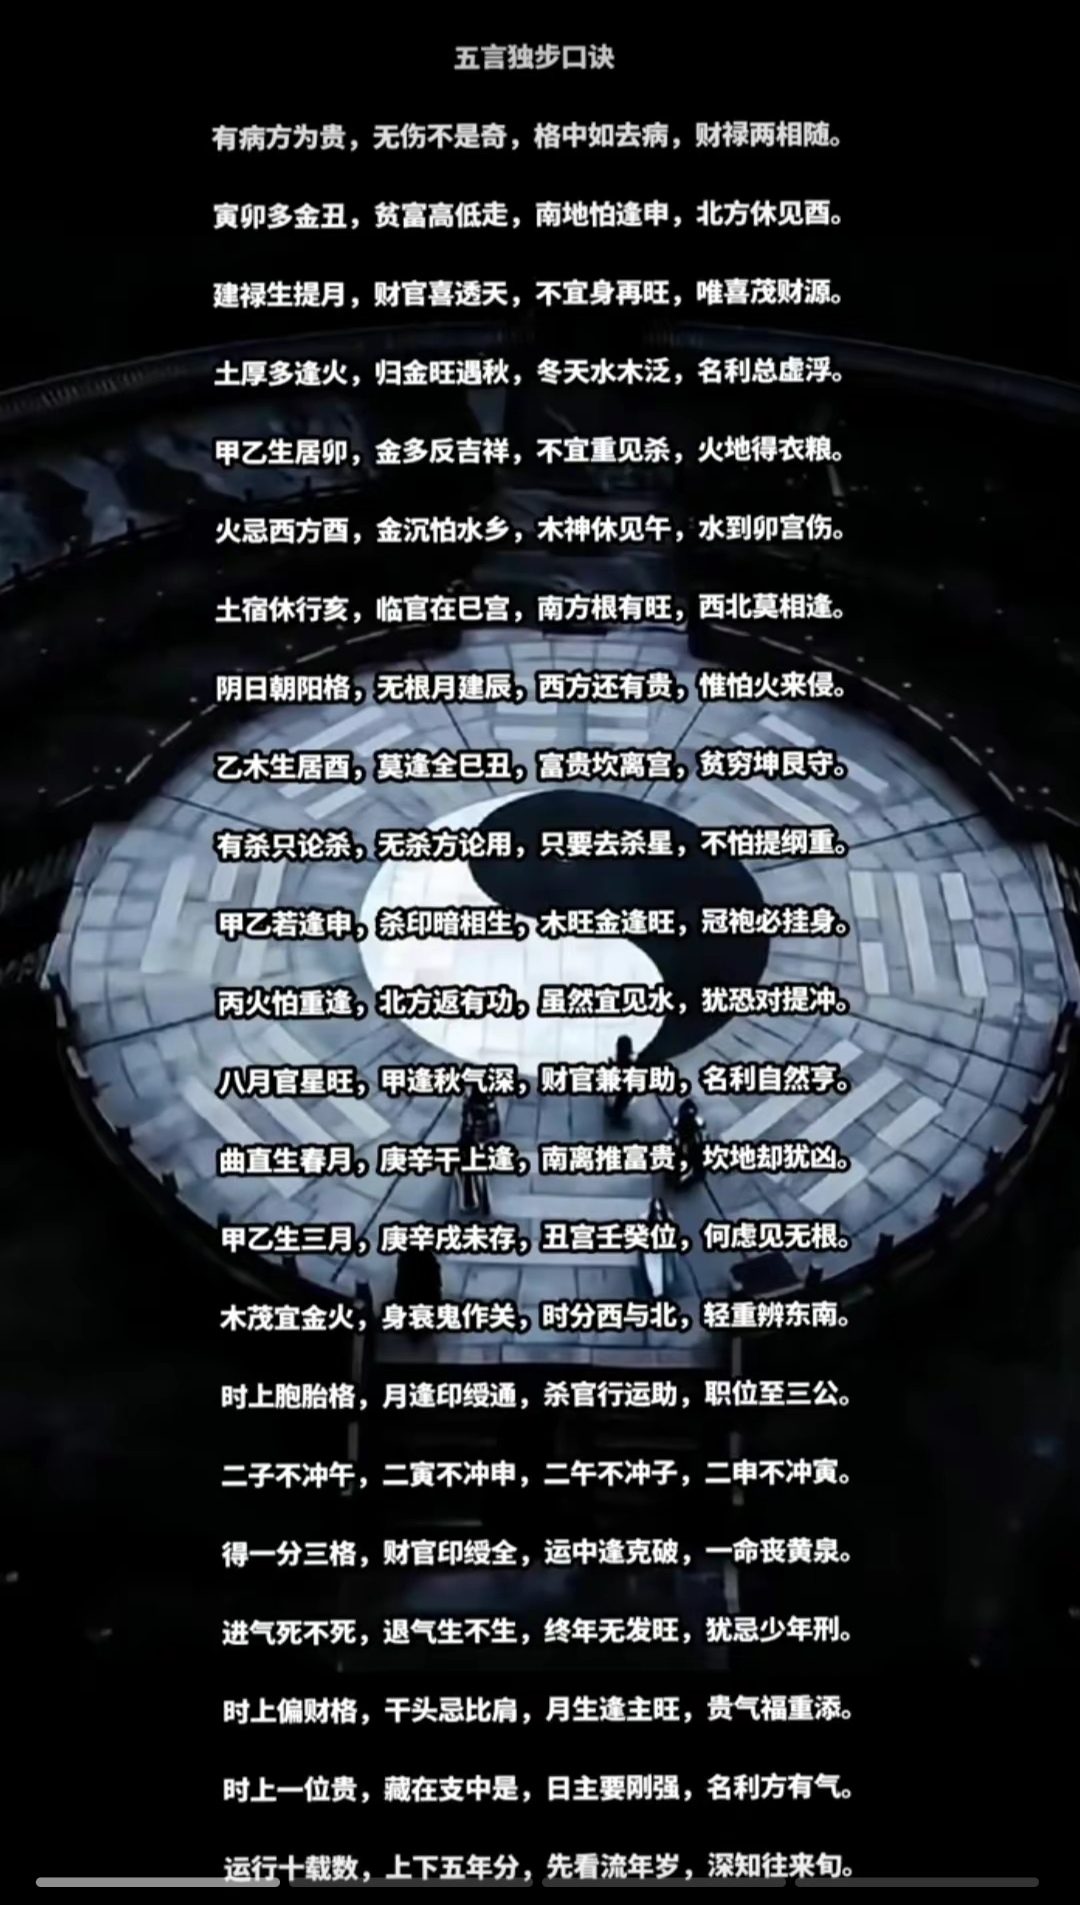 五言独步口诀
有病方为贵，无伤不是奇，格中如去病，财禄两相随。
寅卯多金丑，贫富高低走，南地怕逢申，北方休见酉。
建禄生提月，财官喜透天，不宜身再旺，唯喜茂财源。
土厚多逢火，归金旺遇秋，冬天水木泛，名利总虚浮。
甲乙生居卯，金多反吉祥，不宜重见杀，火地得衣粮。
火忌西方酉，金沉怕水乡，木神休见午，水到卯宫伤。
土宿休行亥，临官在巳宫，南方根有旺，西北莫相逢。
阴日朝阳格，无根月建辰，西方还有贵，惟怕火来侵。
乙木生居酉，莫逢全巳丑，富贵坎离宫，贫穷坤艮守。
有杀只论杀，无杀方论用，只要去杀星，不怕提纲重。
甲乙若逢申，杀印暗相生，木旺金逢旺，冠袍必挂身。
丙火怕重逢，北方返有功，虽然宜见水，犹恐对提冲。
八月官星旺，甲逢秋气深，财官兼有助，名利自然亨。
曲直生春月，庚辛干上逢，南离推富贵，坎地却犹凶。
甲乙生三月，庚辛戌未存，丑宫壬癸位，何虑见无根。
木茂宜金火，身衰鬼作关，时分西与北，轻重辨东南。
时上胞胎格，月逢印绶通，杀官行运助，职位至三公。
二子不冲午，二寅不冲申，二午不冲子，二申不冲寅。
得一分三格，财官印绶全，运中逢克破，一命丧黄泉。
进气死不死，退气生不生，终年无发旺，犹忌少年刑。
时上偏财格，干头忌比肩，月生逢主旺，贵气福重添。
时上一位贵，藏在支中是，日主要刚强，名利方有气。
运行十载数，上下五年分，先看流年岁，深知往来旬。